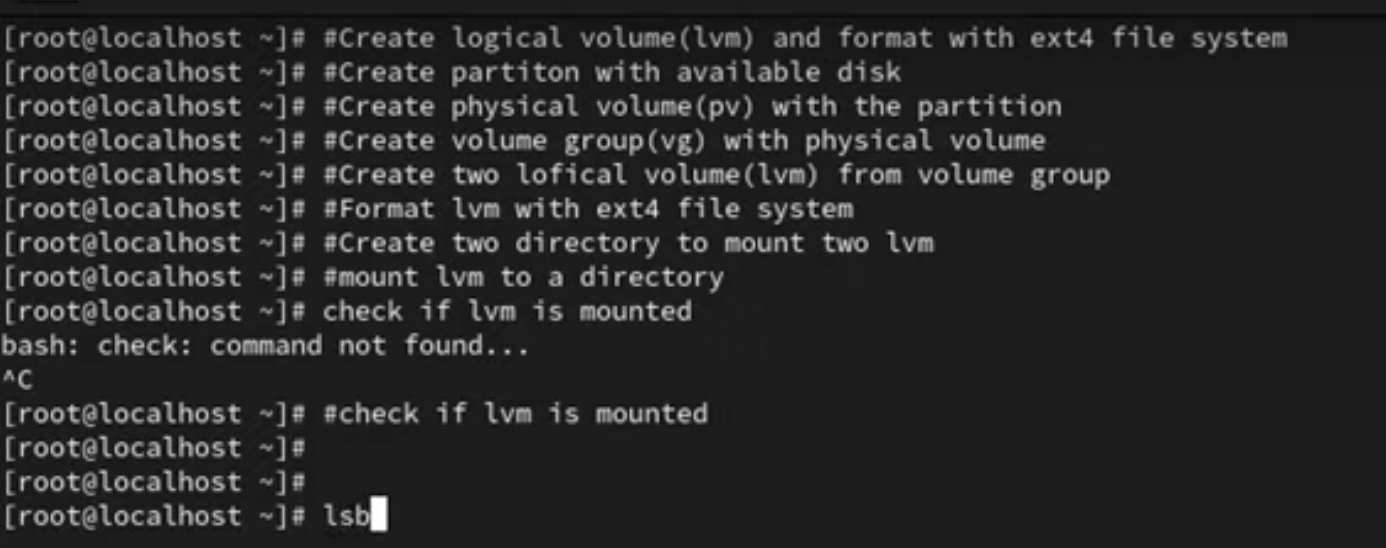 [root@localhost ~]# #Create logical volume(lvm) and format with ext4 file system
[root@localhost ~]# #Create partiton with available disk
[root@localhost ~]# #Create physical volume(pv) with the partition
[root@localhost ~]# #Create volume group(vg) with physical volume
[root@localhost ~]# #Create two lofical volume(lvm) from volume group
[root@localhost ~]# #Format lvm with ext4 file system
[root@localhost ~]# #Create two directory to mount two lvm
[root@localhost ~]# #mount lvm to a directory
[root@localhost ~]# check if lvm is mounted
bash: check: command not found...
^C
[root@localhost ~]# #check if lvm is mounted
[root@localhost ~]#
[root@localhost ~]#
[root@localhost ~]# lsb